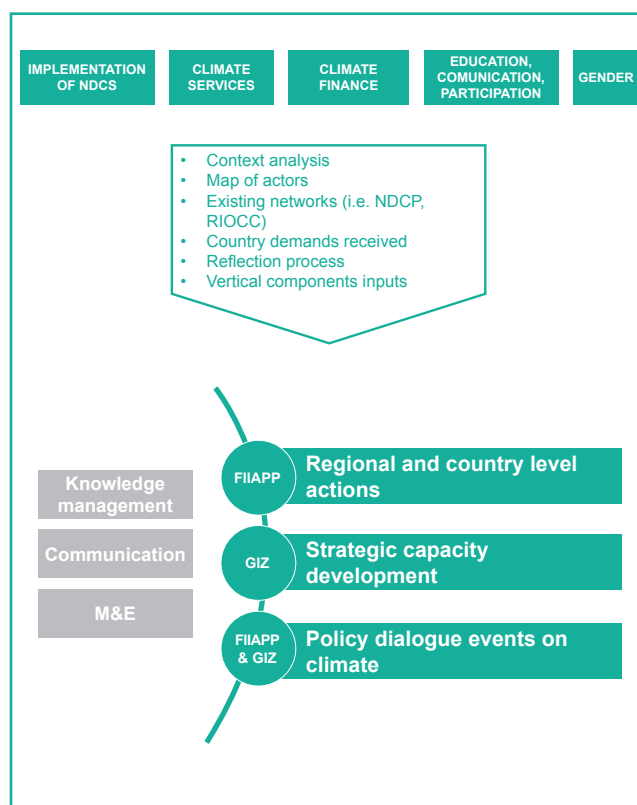 IMPLEMENTATION
OF NDCS
CLIMATE
SERVICES
CLIMATE
FINANCE
EDUCATION,
COMUNICATION,
PARTICIPATION
GENDER
• Context analysis
• Map of actors
• Existing networks (i.e. NDCP,
RIOCC)
• Country demands received
• Reflection process
• Vertical components inputs
Knowledge
management
Communication
M&E
FIIAPP
Regional and country level
actions
GIZ
Strategic capacity
development
FIIAPP
& GIZ
Policy dialogue events on
climate